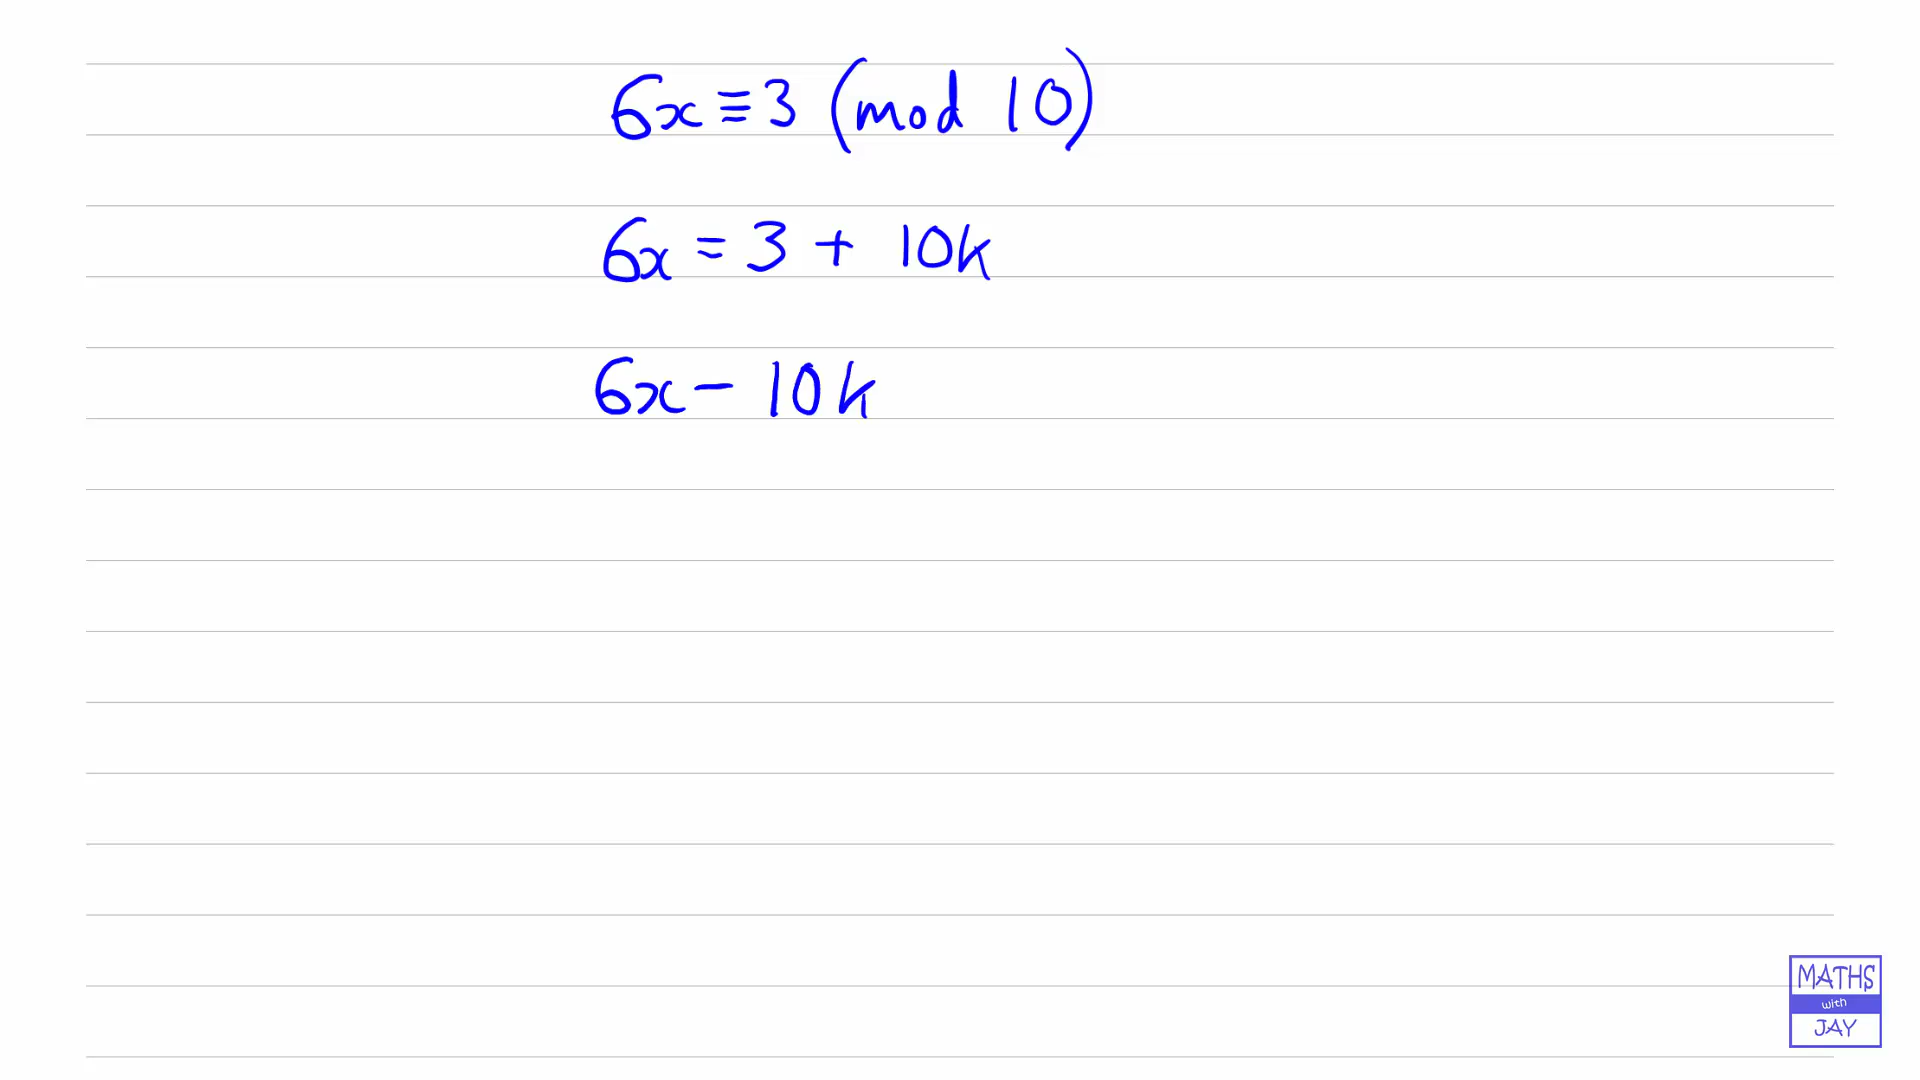 6x ≡ 3 (mod 10)
6x = 3 + 10k
6x − 10k
MATHS
with
JAY